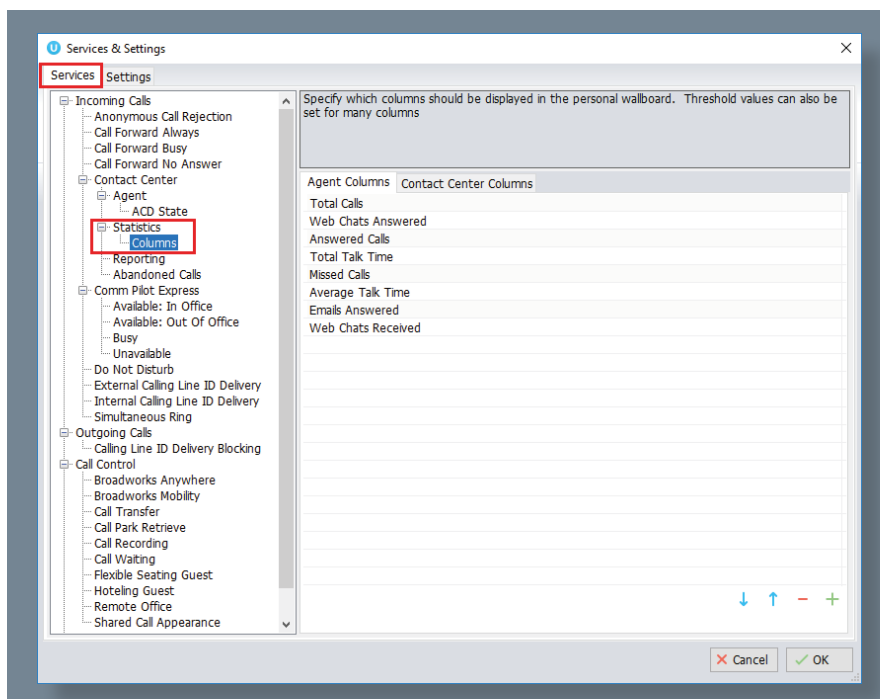 Services & Settings
Services Settings
Incoming Calls
Anonymous Call Rejection
Call Forward Always
Call Forward Busy
Call Forward No Answer
Contact Center
Agent
ACD State
Statistics
Columns
Reporting
Abandoned Calls
Comm Pilot Express
Available: In Office
Available: Out Of Office
Busy
Unavailable
Do Not Disturb
External Calling Line ID Delivery
Internal Calling Line ID Delivery
Simultaneous Ring
Outgoing Calls
Calling Line ID Delivery Blocking
Call Control
Broadworks Anywhere
Broadworks Mobility
Call Transfer
Call Park Retrieve
Call Recording
Call Waiting
Flexible Seating Guest
Hoteling Guest
Remote Office
Shared Call Appearance
Specify which columns should be displayed in the personal wallboard. Threshold values can also be
set for many columns
Agent Columns Contact Center Columns
Total Calls
Web Chats Answered
Answered Calls
Total Talk Time
Missed Calls
Average Talk Time
Emails Answered
Web Chats Received
Cancel OK